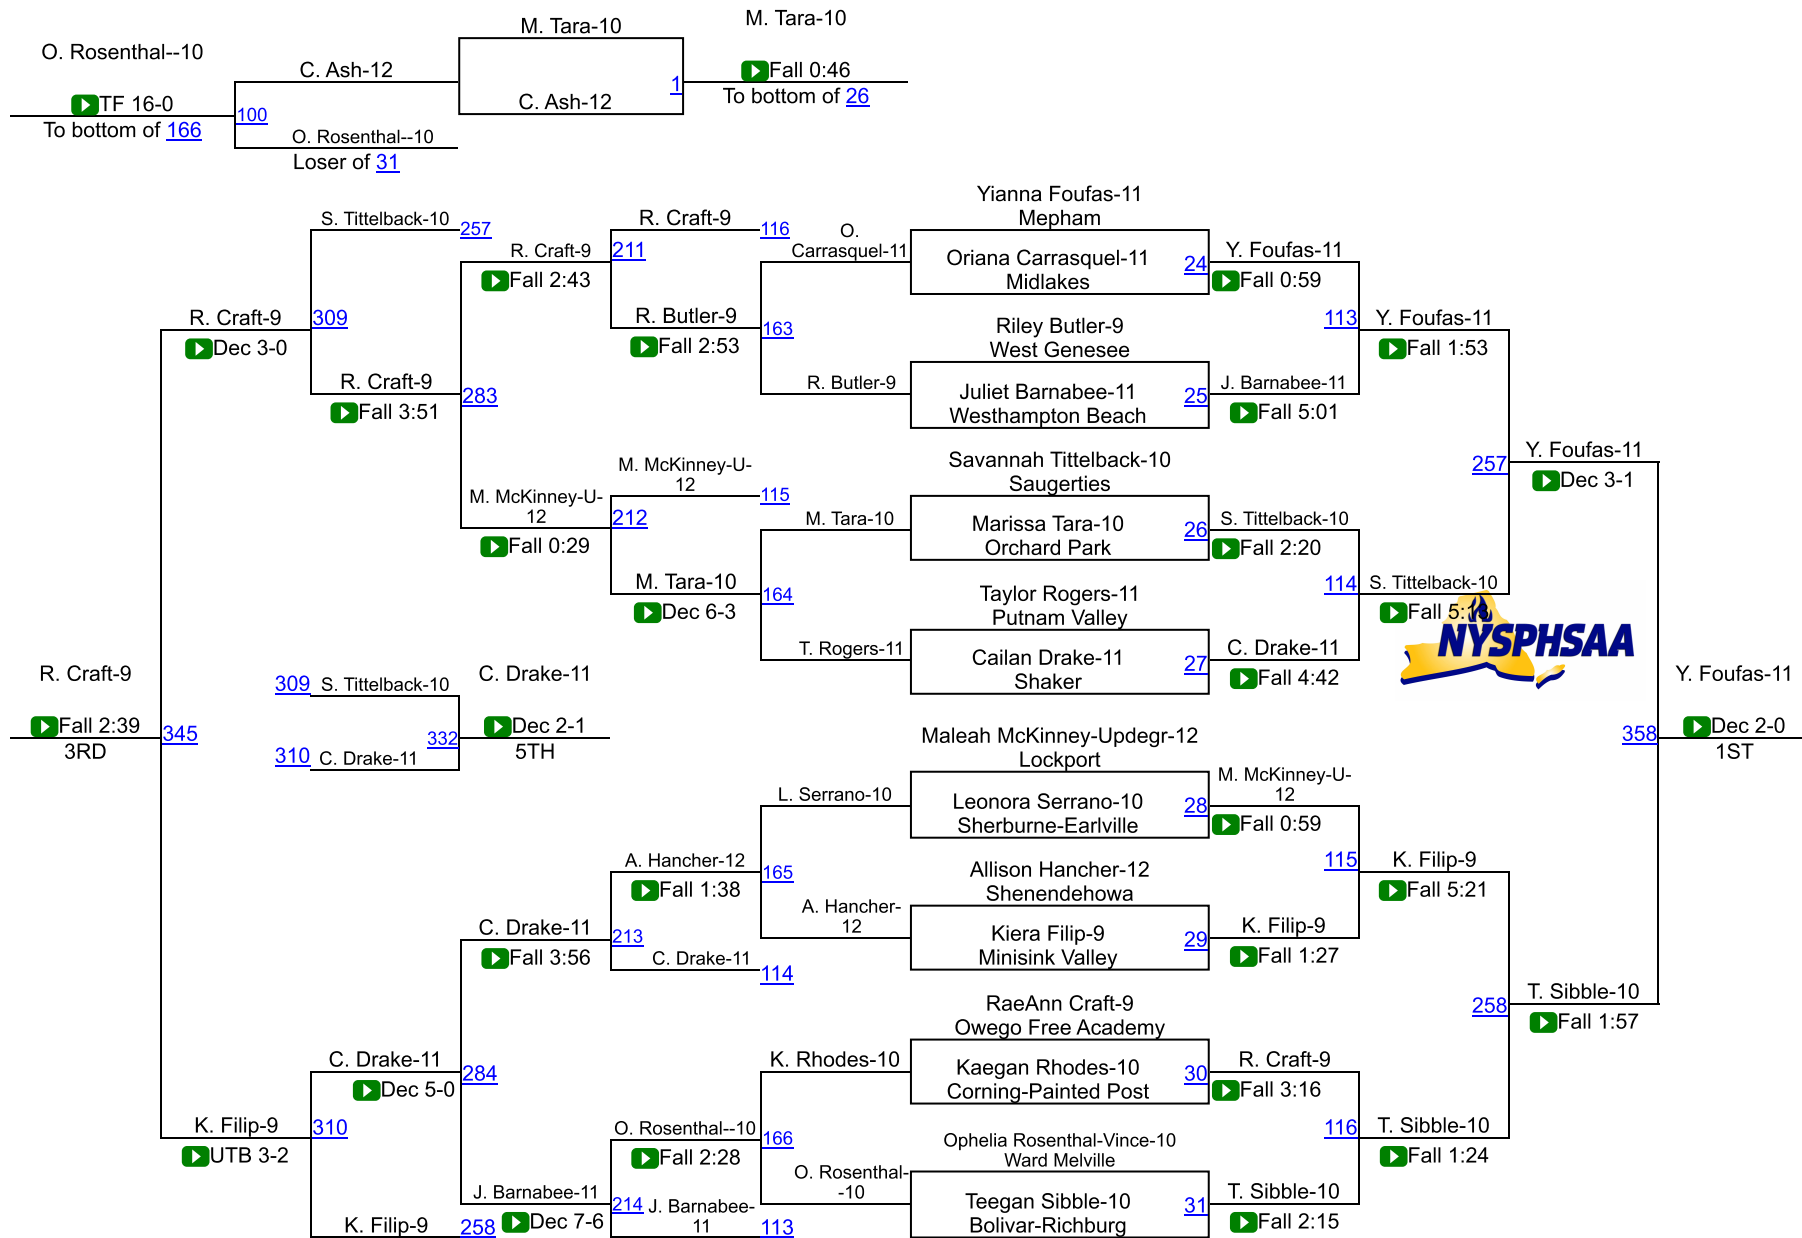 M. Tara-10
M. Tara-10
O. Rosenthal--10
C. Ash-12
Fall 0:46
1
To bottom of 26
TF 16-0
C. Ash-12
100
To bottom of 166
O. Rosenthal--10
Loser of 31
Yianna Foufas-11
Mepham
S. Tittelback-10
257
R. Craft-9
116
O.
Carrasquel-11
R. Craft-9
211
Oriana Carrasquel-11
Midlakes
24
Y. Foufas-11
Fall 2:43
Fall 0:59
R. Craft-9
309
R. Butler-9
163
Riley Butler-9
West Genesee
113
Y. Foufas-11
Dec 3-0
Fall 2:53
Fall 1:53
R. Craft-9
283
R. Butler-9
Juliet Barnabee-11
Westhampton Beach
25
J. Barnabee-11
Fall 3:51
Fall 5:01
M. McKinney-U-
12
115
Savannah Tittelback-10
Saugerties
257
Y. Foufas-11
Dec 3-1
M. McKinney-U-
12
212
M. Tara-10
Marissa Tara-10
Orchard Park
26
S. Tittelback-10
Fall 0:29
Fall 2:20
M. Tara-10
164
Taylor Rogers-11
Putnam Valley
114
S. Tittelback-10
Dec 6-3
Fall 5:
NYSPHSAA
T. Rogers-11
Cailan Drake-11
Shaker
27
C. Drake-11
Fall 4:42
R. Craft-9
309
S. Tittelback-10
C. Drake-11
Y. Foufas-11
Fall 2:39
345
332
Dec 2-1
358
Dec 2-0
3RD
310
C. Drake-11
5TH
1ST
Maleah McKinney-Updegr-12
Lockport
L. Serrano-10
Leonora Serrano-10
Sherburne-Earlville
28
M. McKinney-U-
12
Fall 0:59
A. Hancher-12
165
Allison Hancher-12
Shenendehowa
115
K. Filip-9
Fall 1:38
Fall 5:21
C. Drake-11
213
A. Hancher-
12
Kiera Filip-9
Minisink Valley
29
K. Filip-9
Fall 3:56
C. Drake-11
114
Fall 1:27
RaeAnn Craft-9
Owego Free Academy
258
T. Sibble-10
Fall 1:57
C. Drake-11
284
K. Rhodes-10
Kaegan Rhodes-10
Corning-Painted Post
30
R. Craft-9
Dec 5-0
Fall 3:16
K. Filip-9
310
O. Rosenthal--10
166
Ophelia Rosenthal-Vince-10
Ward Melville
116
T. Sibble-10
UTB 3-2
Fall 2:28
Fall 1:24
J. Barnabee-11
214
O. Rosenthal-
-10
Teegan Sibble-10
Bolivar-Richburg
31
T. Sibble-10
K. Filip-9
258
Dec 7-6
J. Barnabee-
11
113
Fall 2:15